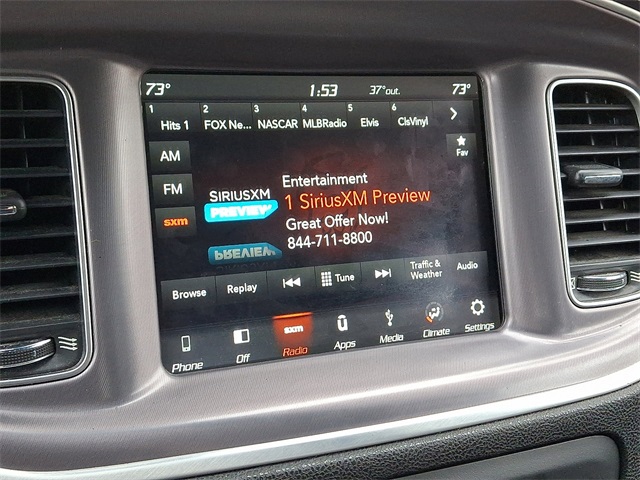 73° 1:53 37°out. 73°
1 2 3 4 5 6
Hits 1 FOX Ne... NASCAR MLBRadio Elvis ClsVinyl
AM
Fav
FM
sxm
SIRIUSXM
PREVIEW
Entertainment
1 SiriusXM Preview
Great Offer Now!
844-711-8800
Browse Replay Tune Traffic & Weather Audio
Phone Off sxm Radio Apps Media Climate Settings